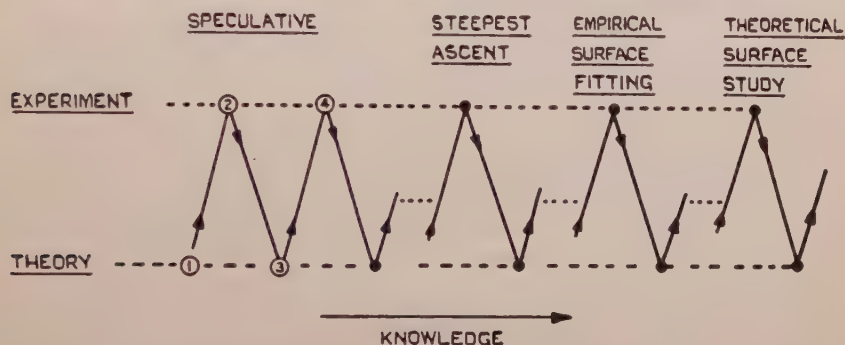 SPECULATIVE
STEEPEST
ASCENT
EMPIRICAL
SURFACE
FITTING
THEORETICAL
SURFACE
STUDY
EXPERIMENT
② ④
THEORY
① ③
KNOWLEDGE